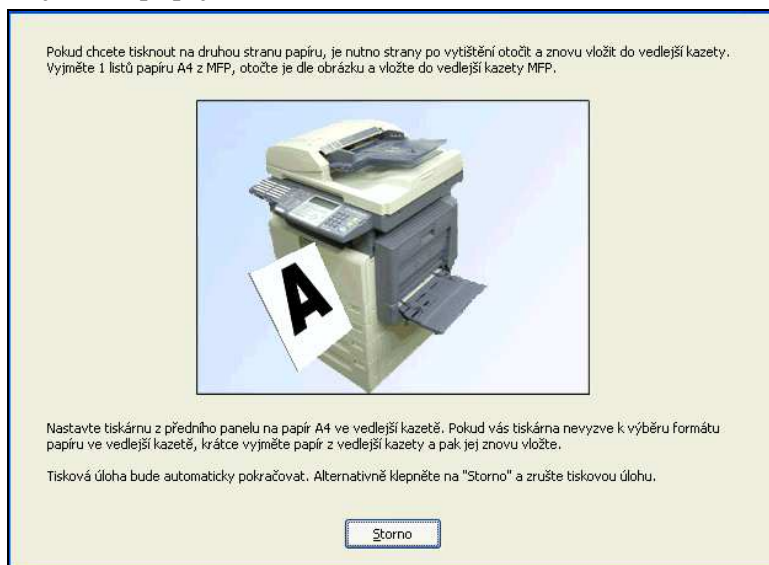 Pokud chcete tisknout na druhou stranu papíru, je nutno strany po vytištění otočit a znovu vložit do vedlejší kazety.
Vyjměte 1 listů papíru A4 z MFP, otočte je dle obrázku a vložte do vedlejší kazety MFP.
A
Nastavte tiskárnu z předního panelu na papír A4 ve vedlejší kazetě. Pokud vás tiskárna nevyzve k výběru formátu
papíru ve vedlejší kazetě, krátce vyjměte papír z vedlejší kazety a pak jej znovu vložte.
Tisková úloha bude automaticky pokračovat. Alternativně klepněte na "Storno" a zrušte tiskovou úlohu.
Storno